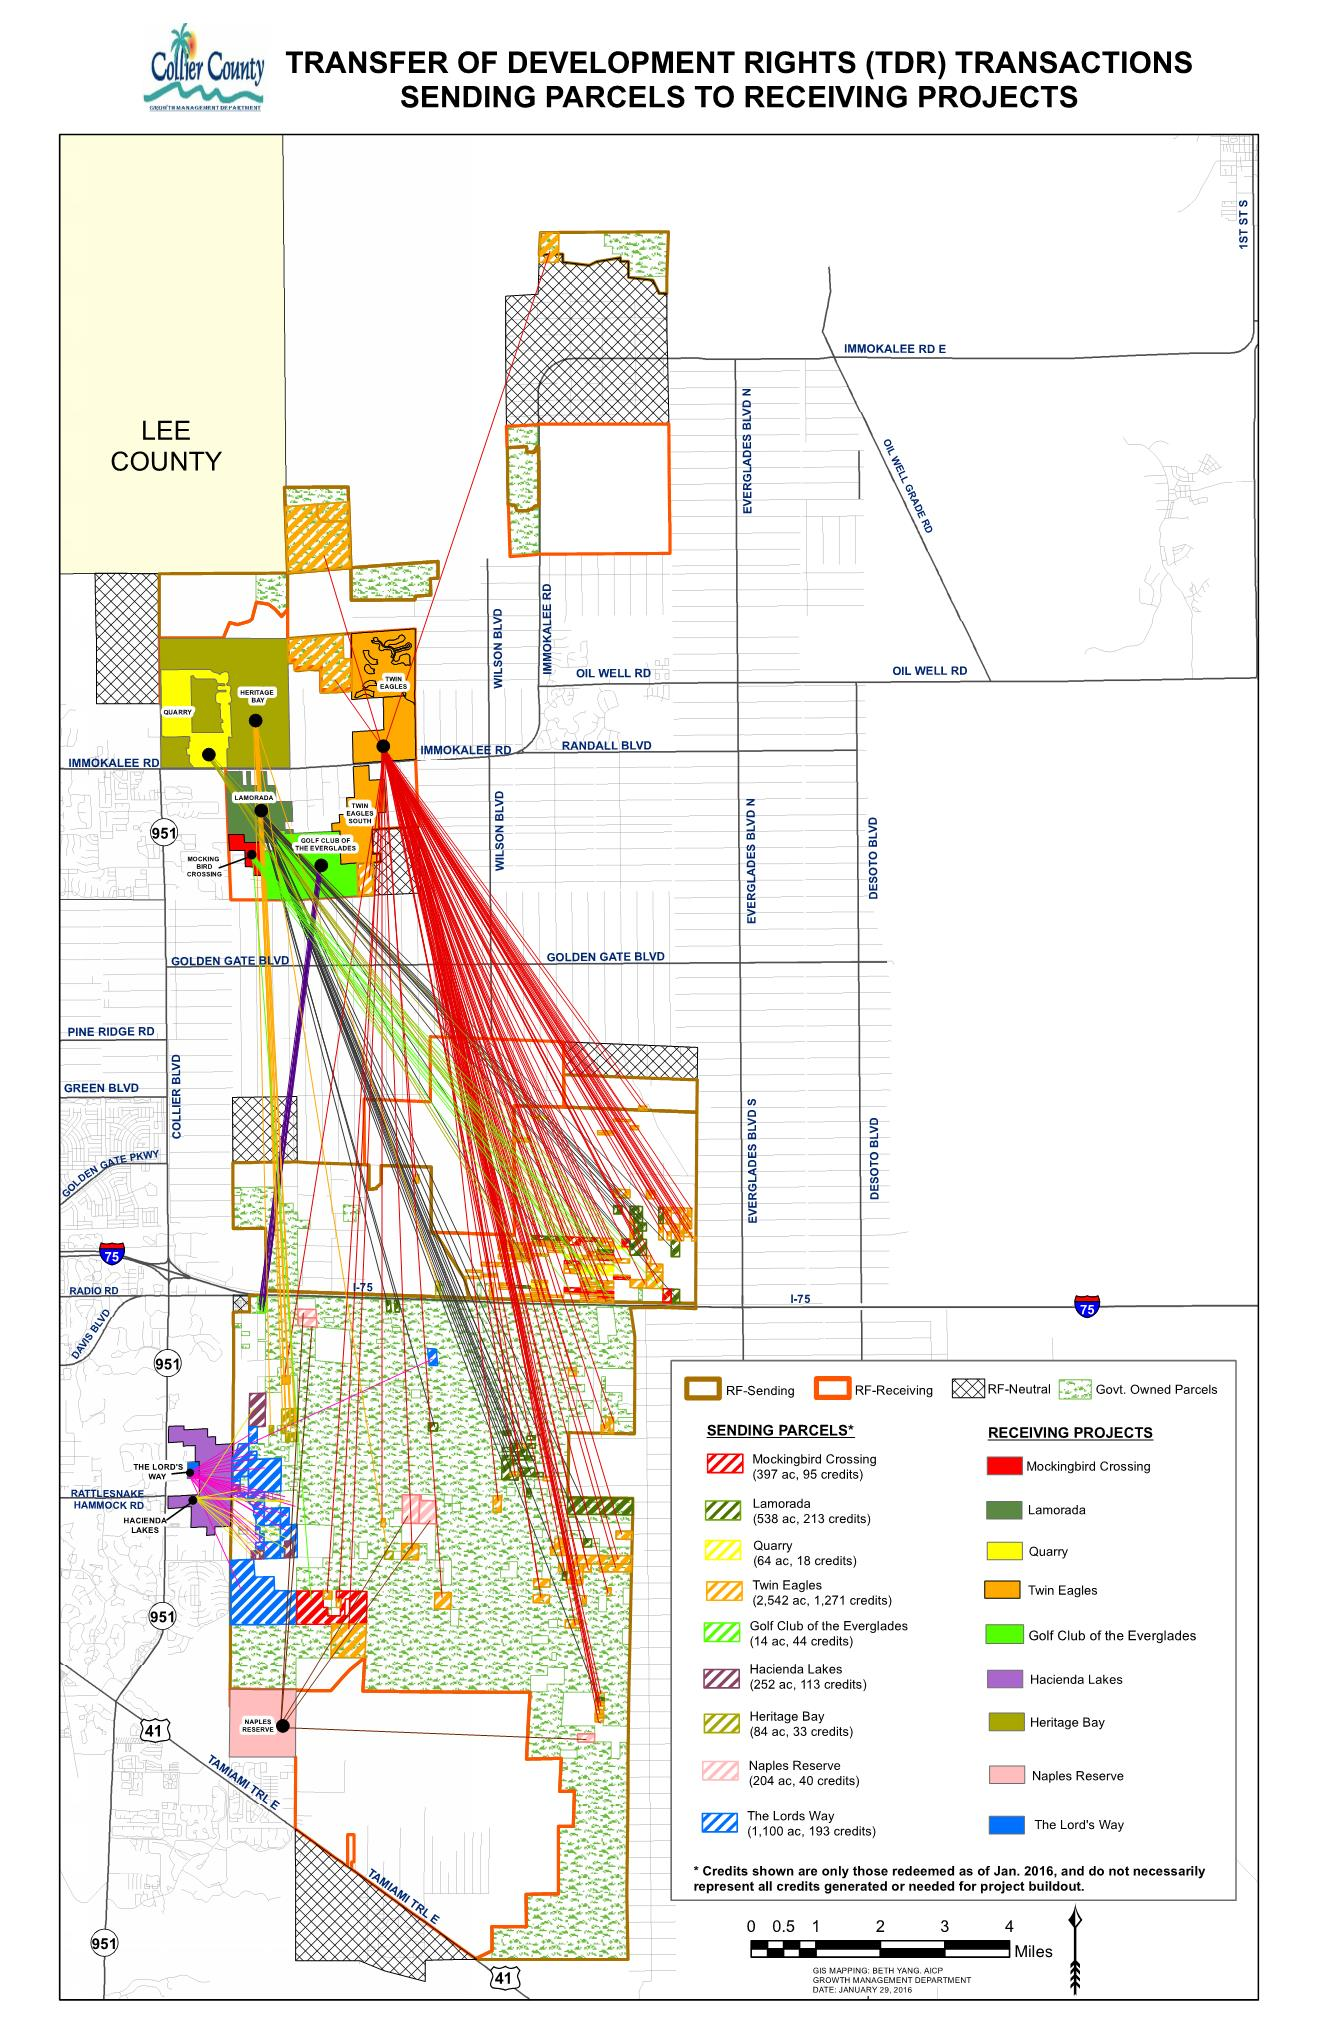 Collier County
GROWTH MANAGEMENT DEPARTMENT
TRANSFER OF DEVELOPMENT RIGHTS (TDR) TRANSACTIONS
SENDING PARCELS TO RECEIVING PROJECTS
1ST ST S
IMMOKALEE RD E
LEE
COUNTY
EVERGLADES BLVD N
OIL WELL GRADE RD
WILSON BLVD
IMMOKALEE RD
OIL WELL RD
OIL WELL RD
TWIN
EAGLES
HERITAGE
BAY
QUARRY
IMMOKALEE RD
RANDALL BLVD
IMMOKALEE RD
LAMORADA
TWIN
EAGLES
SOUTH
951
WILSON BLVD
EVERGLADES BLVD N
DESOTO BLVD
GOLF CLUB OF
THE EVERGLADES
MOCKING
BIRD
CROSSING
GOLDEN GATE BLVD
GOLDEN GATE BLVD
PINE RIDGE RD
GREEN BLVD
COLLIER BLVD
GOLDEN GATE PKWY
EVERGLADES BLVD S
DESOTO BLVD
75
RADIO RD
I-75
I-75
75
DAVIS BLVD
951
THE LORD'S
WAY
RATTLESNAKE
HAMMOCK RD
HACIENDA
LAKES
951
NAPLES
RESERVE
41
TAMIAMI TRL E
TAMIAMI TRL E
951
41
RF-Sending
RF-Receiving
RF-Neutral
Govt. Owned Parcels
SENDING PARCELS*
RECEIVING PROJECTS
Mockingbird Crossing
(397 ac, 95 credits)
Mockingbird Crossing
Lamorada
(538 ac, 213 credits)
Lamorada
Quarry
(64 ac, 18 credits)
Quarry
Twin Eagles
(2,542 ac, 1,271 credits)
Twin Eagles
Golf Club of the Everglades
(14 ac, 44 credits)
Golf Club of the Everglades
Hacienda Lakes
(252 ac, 113 credits)
Hacienda Lakes
Heritage Bay
(84 ac, 33 credits)
Heritage Bay
Naples Reserve
(204 ac, 40 credits)
Naples Reserve
The Lords Way
(1,100 ac, 193 credits)
The Lord's Way
* Credits shown are only those redeemed as of Jan. 2016, and do not necessarily
represent all credits generated or needed for project buildout.
0 0.5 1 2 3 4
Miles
GIS MAPPING: BETH YANG. AICP
GROWTH MANAGEMENT DEPARTMENT
DATE: JANUARY 29, 2016